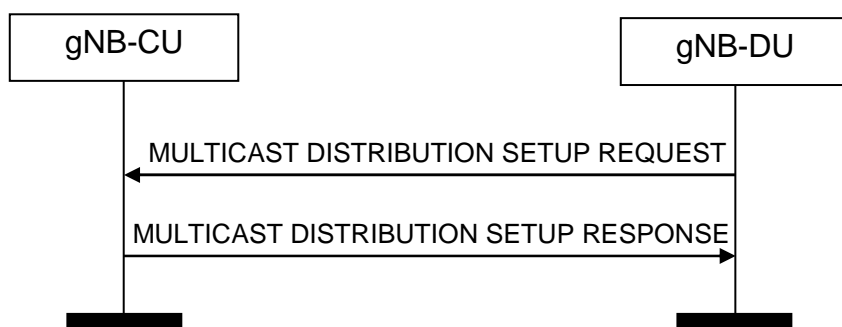 gNB-CU
gNB-DU
MULTICAST DISTRIBUTION SETUP REQUEST
MULTICAST DISTRIBUTION SETUP RESPONSE